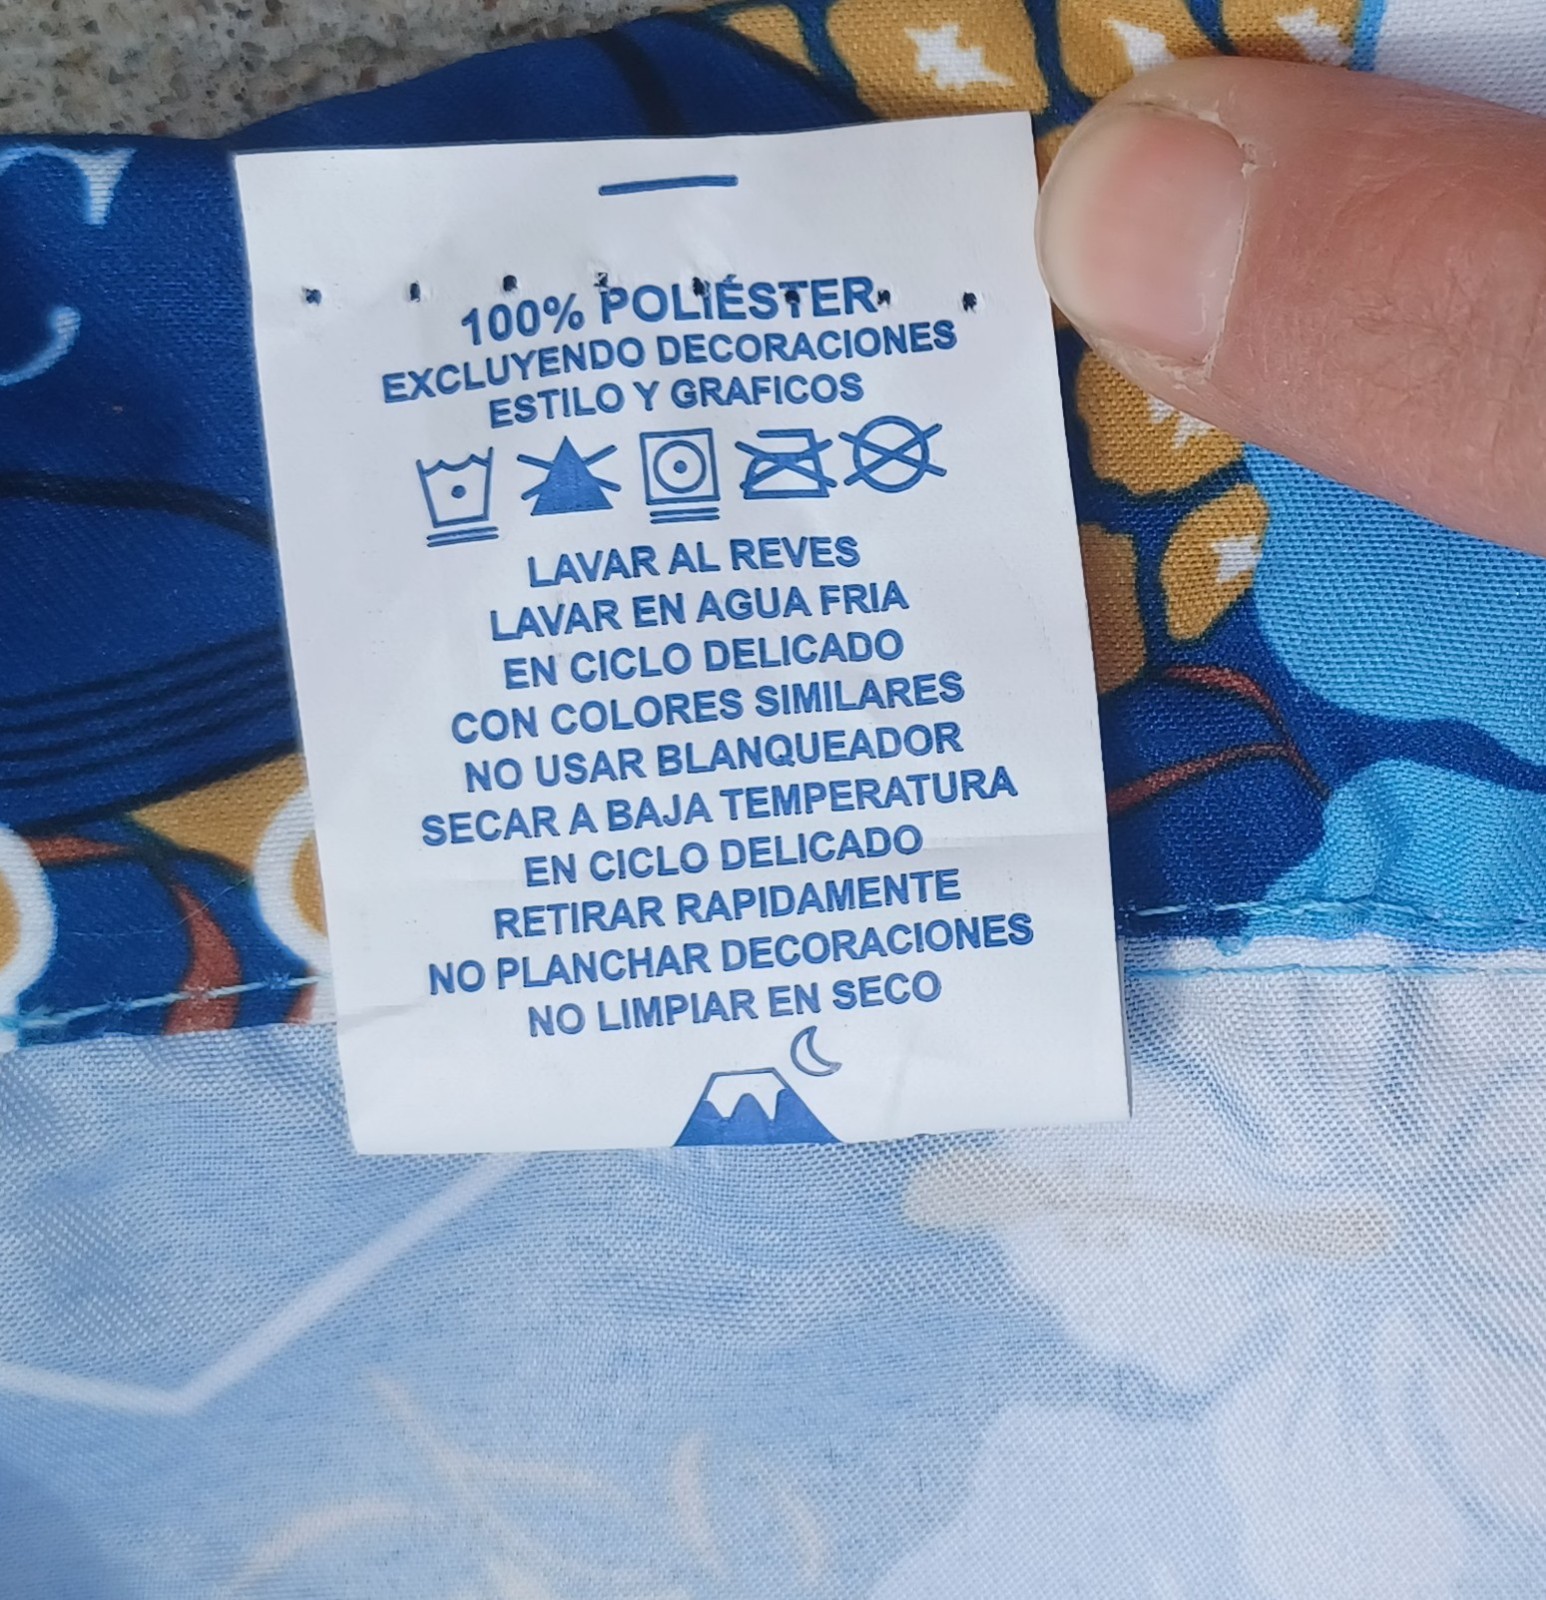 100% POLIÉSTER
EXCLUYENDO DECORACIONES
ESTILO Y GRAFICOS
LAVAR AL REVES
LAVAR EN AGUA FRIA
EN CICLO DELICADO
CON COLORES SIMILARES
NO USAR BLANQUEADOR
SECAR A BAJA TEMPERATURA
EN CICLO DELICADO
RETIRAR RAPIDAMENTE
NO PLANCHAR DECORACIONES
NO LIMPIAR EN SECO